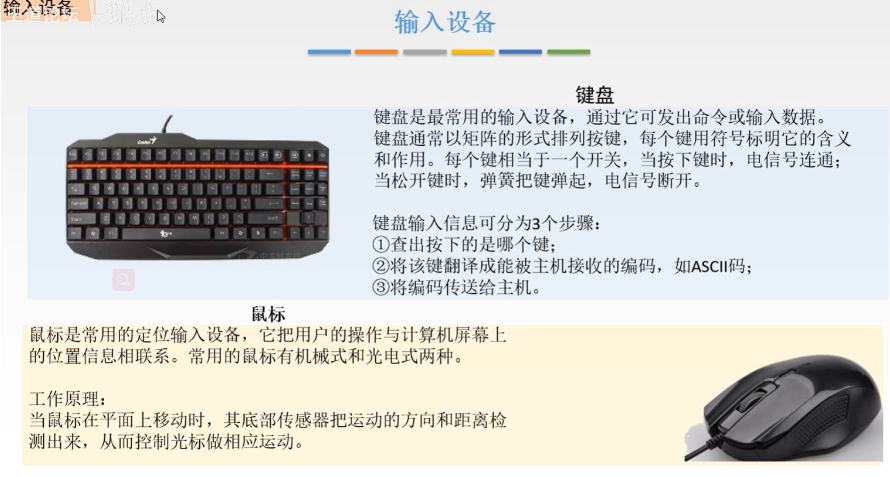 输入设备
输入设备
键盘
键盘是最常用的输入设备，通过它可发出命令或输入数据。
键盘通常以矩阵的形式排列按键，每个键用符号标明它的含义
和作用。每个键相当于一个开关，当按下键时，电信号连通；
当松开键时，弹簧把键弹起，电信号断开。
键盘输入信息可分为3个步骤：
①查出按下的是哪个键；
②将该键翻译成能被主机接收的编码，如ASCII码；
③将编码传送给主机。
鼠标
鼠标是常用的定位输入设备，它把用户的操作与计算机屏幕上
的位置信息相联系。常用的鼠标有机械式和光电式两种。
工作原理：
当鼠标在平面上移动时，其底部传感器把运动的方向和距离检
测出来，从而控制光标做相应运动。